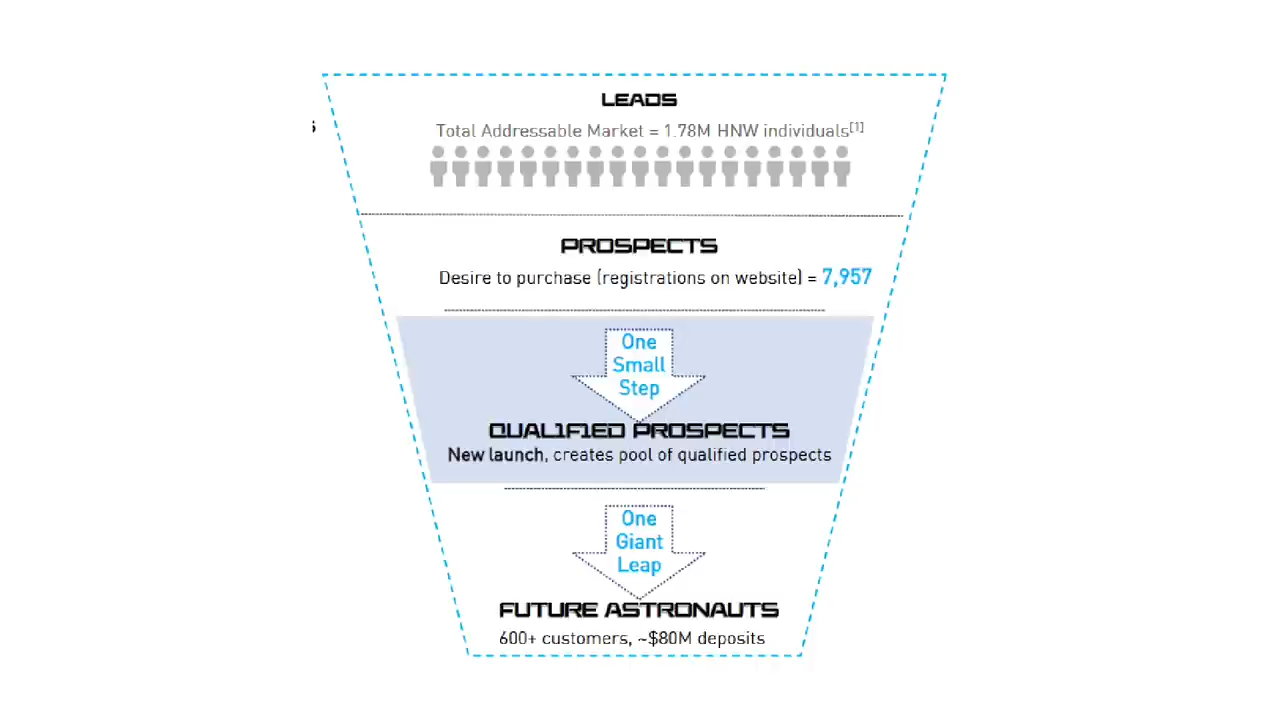 LEADS
Total Addressable Market = 1.78M HNW individuals[1]
PROSPECTS
Desire to purchase (registrations on website) = 7,957
One
Small
Step
QUALIFIED PROSPECTS
New launch, creates pool of qualified prospects
One
Giant
Leap
FUTURE ASTRONAUTS
600+ customers, ~$80M deposits